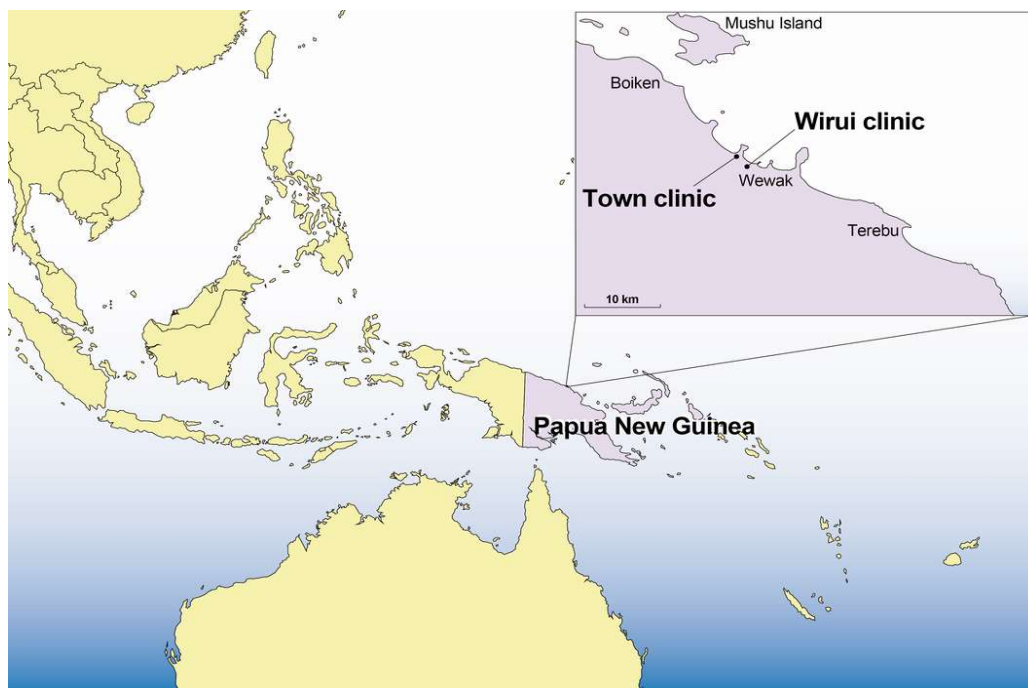 Mushu Island
Boiken
Wirui clinic
Town clinic
Wewak
Terebu
10 km
Papua New Guinea